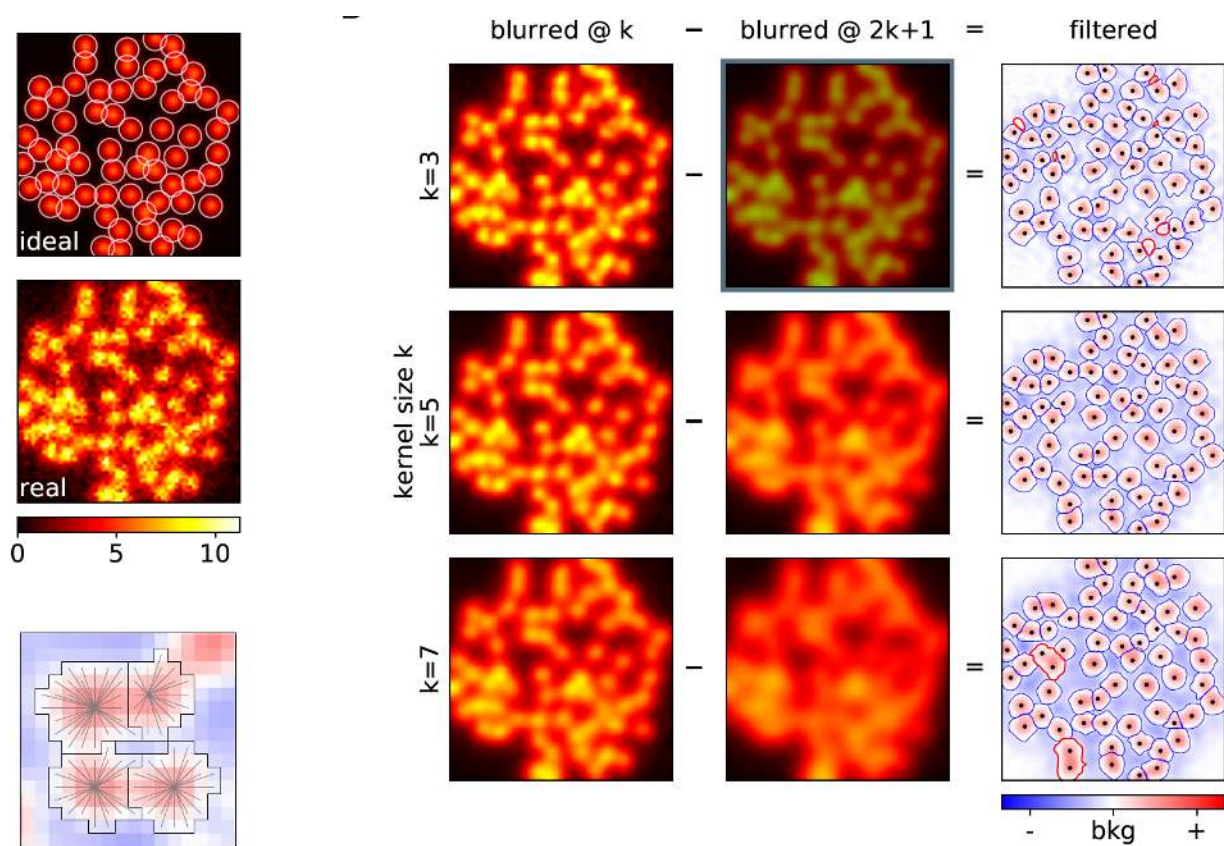 blurred @ k – blurred @ 2k+1 = filtered
ideal
k=3
– =
real
0 5 10
kernel size k
k=5
– =
k=7
– =
- bkg +